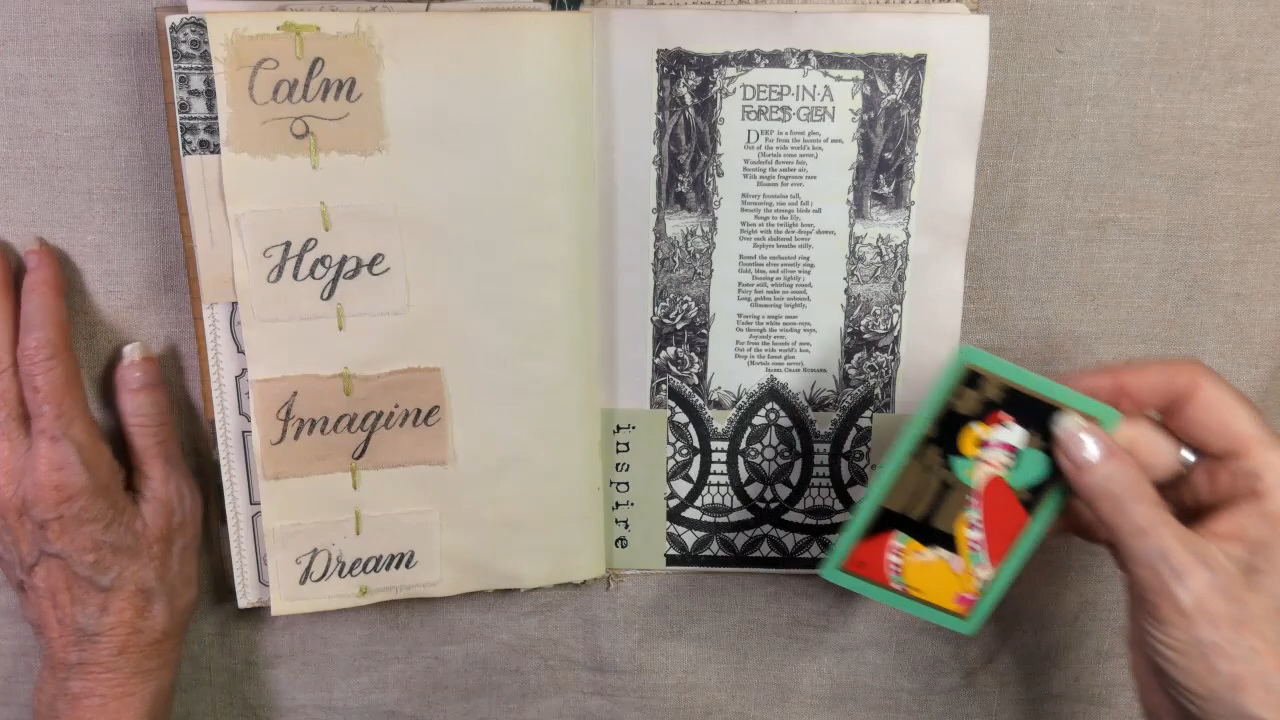 Calm
Hope
Imagine
Dream
DEEP·IN·A
FOREST·GLEN
DEEP in a forest glen,
Far from the haunts of men,
Out of the wide world's ken,
(Mortals come never,)
Wonderful flowers fair,
Scenting the amber air,
With magic fragrance rare
Blossom for ever.
Silvery fountains tall,
Murmuring, rise and fall;
Sweetly the strange birds call
Songs to the lily,
When at the twilight hour,
Bright with the dew-drops' shower,
Over each sheltered bower
Zephyrs breathe stilly.
Round the enchanted ring
Countless elves sweetly sing,
Gold, blue, and silver wing
Dancing so lightly;
Faster still, whirling round,
Fairy feet make no sound,
Long, golden hair unbound,
Glimmering brightly,
Weaving a magic maze
Under the white moon-rays,
On through the winding ways,
Joyously ever.
Far from the haunts of men,
Out of the wide world's ken,
Deep in the forest glen
(Mortals come never).
inspire